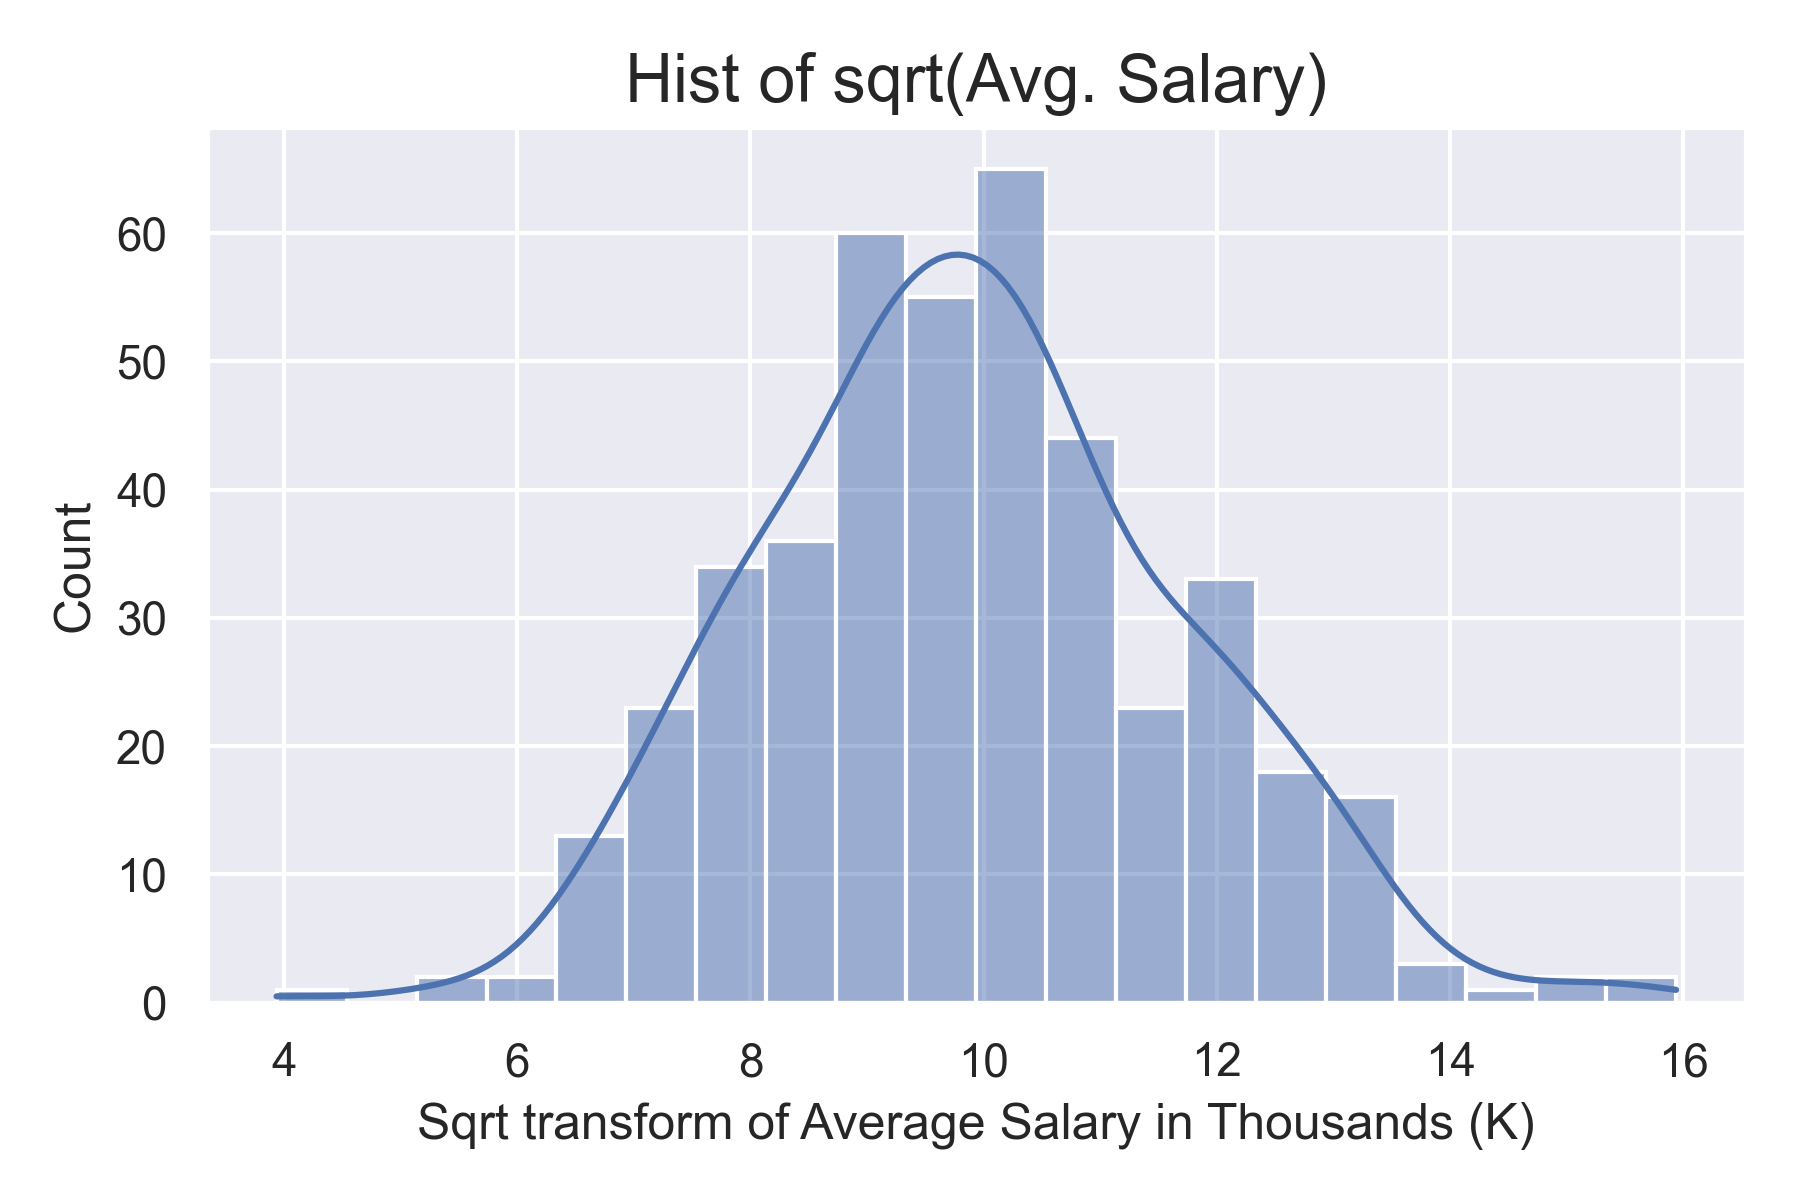 Hist of sqrt(Avg. Salary)
Count
60
50
40
30
20
10
0
4 6 8 10 12 14 16
Sqrt transform of Average Salary in Thousands (K)